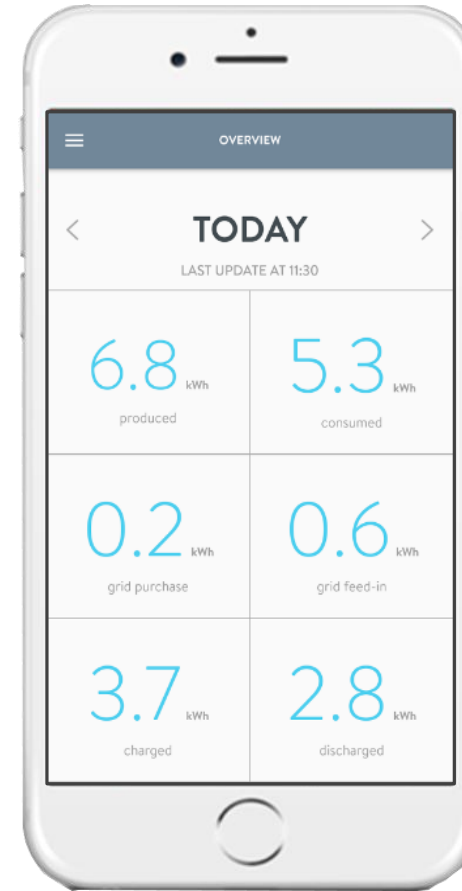 OVERVIEW
TODAY
LAST UPDATE AT 11:30
6.8 kWh
produced
5.3 kWh
consumed
0.2 kWh
grid purchase
0.6 kWh
grid feed-in
3.7 kWh
charged
2.8 kWh
discharged